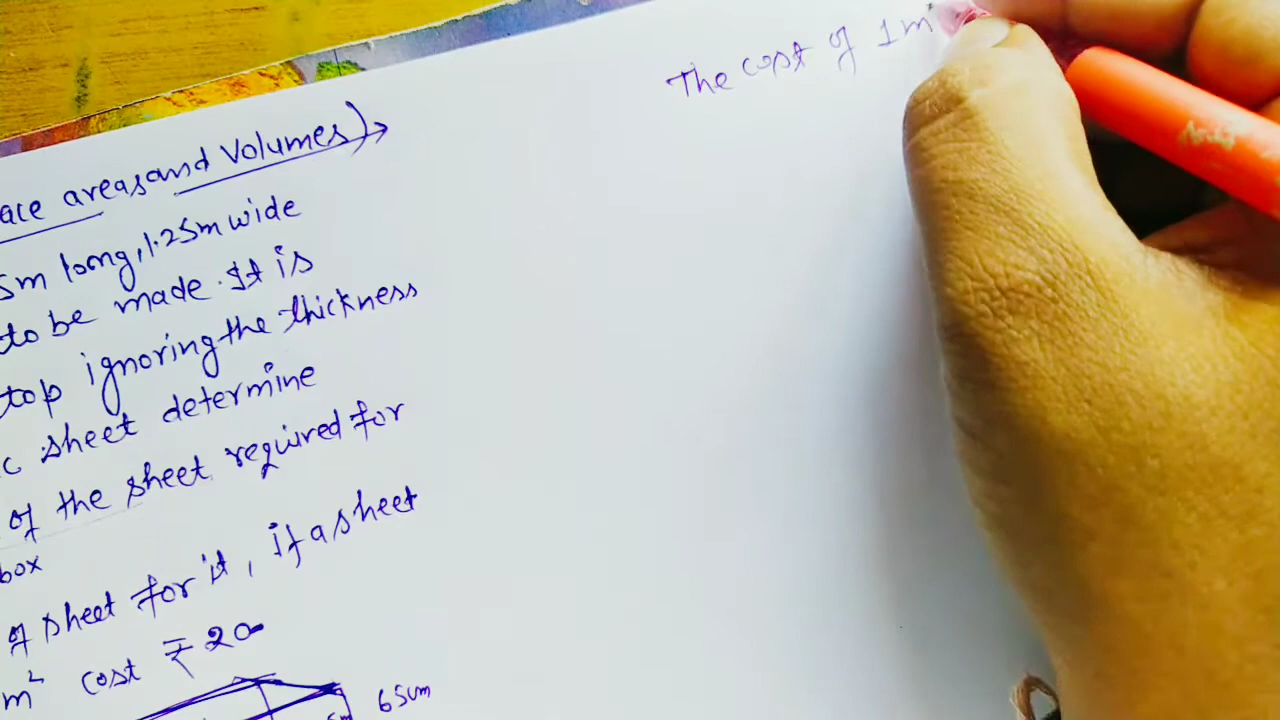 The cost of 1m
ace areas and Volumes)→
5m long, 1.25m wide
to be made. It is
top ignoring the thickness
c sheet determine
of the sheet required for
box
of sheet for it, if a sheet
m² cost ₹ 20
65cm